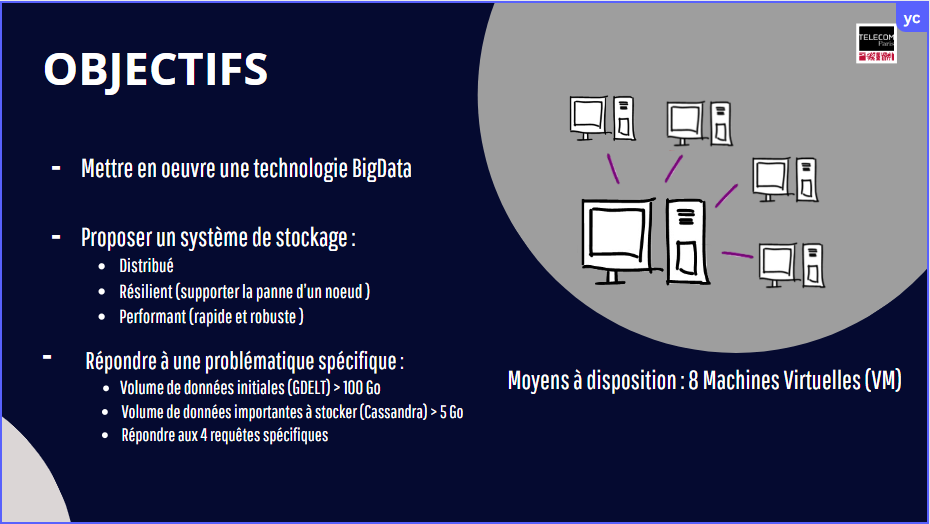 yc
TELECOM
Paris
OBJECTIFS
- Mettre en oeuvre une technologie BigData
- Proposer un système de stockage :
• Distribué
• Résilient (supporter la panne d'un noeud )
• Performant (rapide et robuste )
- Répondre à une problématique spécifique :
• Volume de données initiales (GDELT) > 100 Go
• Volume de données importantes à stocker (Cassandra) > 5 Go
• Répondre aux 4 requêtes spécifiques
Moyens à disposition : 8 Machines Virtuelles (VM)